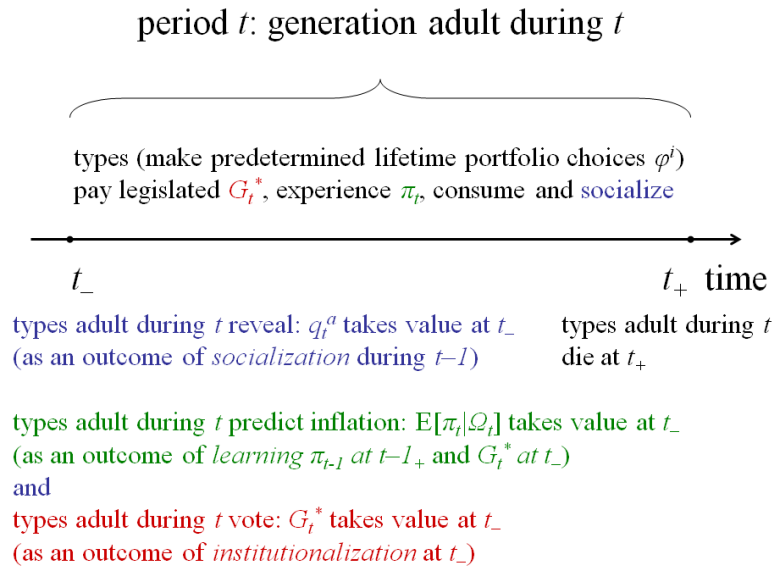 period t: generation adult during t
types (make predetermined lifetime portfolio choices φⁱ)
pay legislated Gₜ*, experience πₜ, consume and socialize
t₋ t₊ time
types adult during t reveal: qₜᵃ takes value at t₋
(as an outcome of socialization during t–1)
types adult during t
die at t₊
types adult during t predict inflation: E[πₜ|Ωₜ] takes value at t₋
(as an outcome of learning πₜ₋₁ at t–1₊ and Gₜ* at t₋)
and
types adult during t vote: Gₜ* takes value at t₋
(as an outcome of institutionalization at t₋)